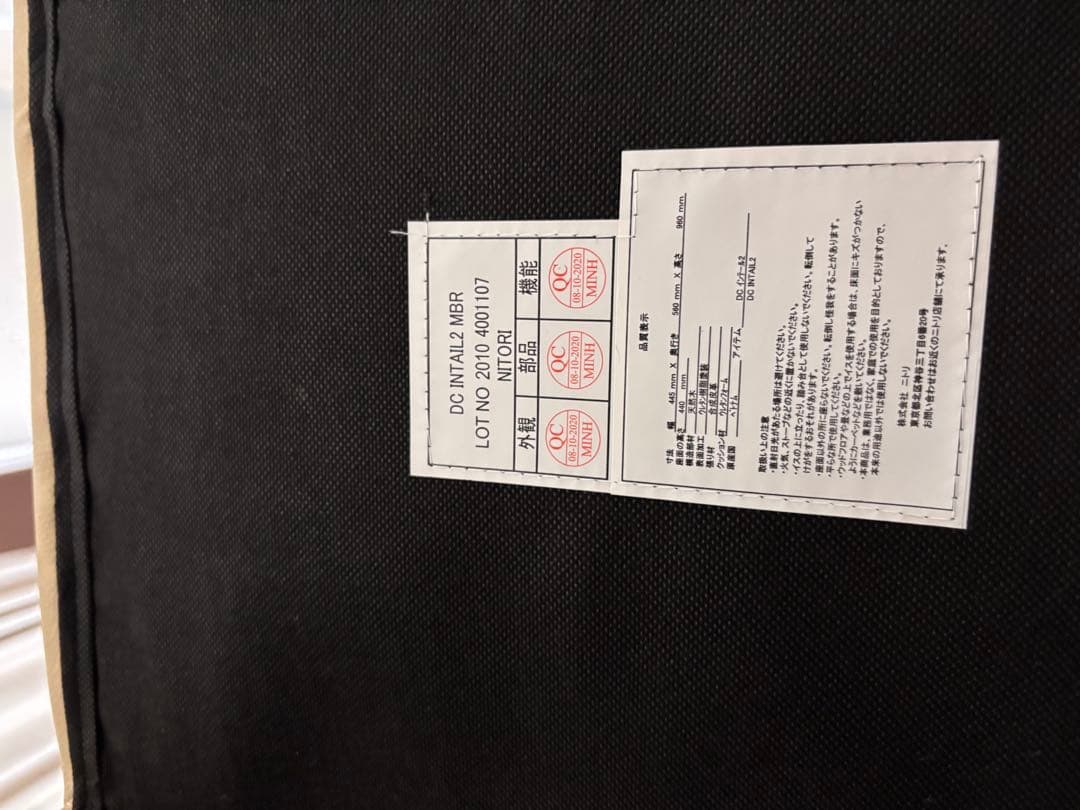 DC INTAIL2 MBR
LOT NO 2010 4001107
NITORI
外観 部品 機能
QC 08-10-2020 MINH
QC 08-10-2020 MINH
QC 08-10-2020 MINH
品質表示
寸法 幅 445 mm X 奥行き 560 mm X 高さ 960 mm
座面の高さ 440 mm
構造部材 天然木
表面加工 ウレタン樹脂塗装
張り材 合成皮革
クッション材 ウレタンフォーム
原産国 ベトナム アイテム DC インテール2
DC INTAIL2
取扱い上の注意
・直射日光があたる場所は避けてください。
・火気、ストーブなどの近くに置かないでください。
・イスの上に立ったり、踏み台として使用しないでください。転倒して
けがをするおそれがあります。
・座面以外の所に座らないでください。転倒し怪我をすることがあります。
・平らな所で使用してください。
・ウッドフロアや畳などの上でイスを使用する場合は、床面にキズがつかない
ようにカーペットなどを敷いてください。
・本商品は、業務用ではなく、家庭での使用を目的としておりますので、
本来の用途以外では使用しないでください。
株式会社 ニトリ
東京都北区神谷三丁目6番20号
お問い合わせはお近くのニトリ店舗にて承ります。